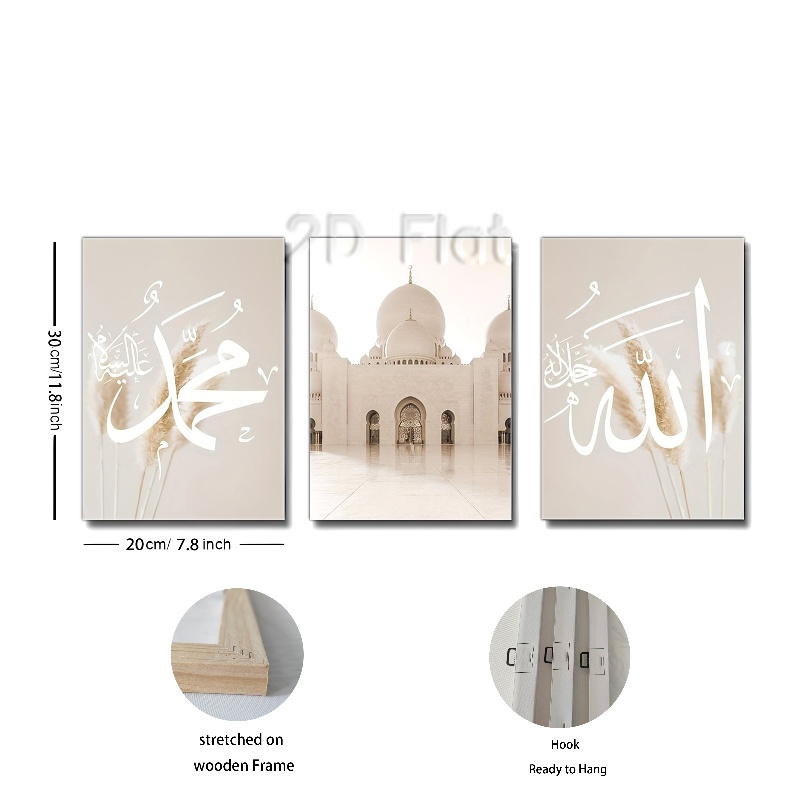 2D Flat
محمد
عليه السلام
الله
جل جلاله
30cm/11.8inch
20cm/ 7.8 inch
stretched on
wooden Frame
Hook
Ready to Hang